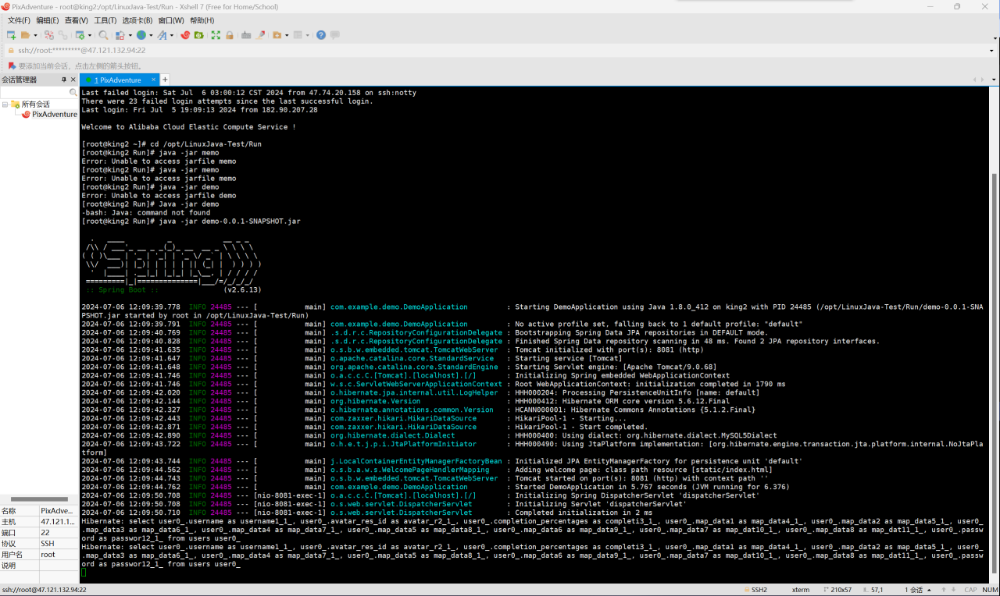 PixAdventure - root@king2:/opt/LinuxJava-Test/Run - Xshell 7 (Free for Home/School)
文件(F) 编辑(E) 查看(V) 工具(T) 选项卡(B) 窗口(W) 帮助(H)
ssh://root:*********@47.121.132.94:22
要添加当前会话，点击左侧的箭头按钮。
会话管理器
1 PixAdventure
所有会话
PixAdventure
Last failed login: Sat Jul  6 03:00:12 CST 2024 from 47.74.20.158 on ssh:notty
There were 23 failed login attempts since the last successful login.
Last login: Fri Jul  5 19:09:13 2024 from 182.90.207.28
Welcome to Alibaba Cloud Elastic Compute Service !
[root@king2 ~]# cd /opt/LinuxJava-Test/Run
[root@king2 Run]# java -jar memo
Error: Unable to access jarfile memo
[root@king2 Run]# java -jar memo
Error: Unable to access jarfile memo
[root@king2 Run]# java -jar demo
Error: Unable to access jarfile demo
[root@king2 Run]# Java -jar demo
-bash: Java: command not found
[root@king2 Run]# java -jar demo-0.0.1-SNAPSHOT.jar
:: Spring Boot ::                (v2.6.13)
2024-07-06 12:09:39.778  INFO 24485 --- [           main] com.example.demo.DemoApplication         : Starting DemoApplication using Java 1.8.0_412 on king2 with PID 24485 (/opt/LinuxJava-Test/Run/demo-0.0.1-SNA
PSHOT.jar started by root in /opt/LinuxJava-Test/Run)
2024-07-06 12:09:39.791  INFO 24485 --- [           main] com.example.demo.DemoApplication         : No active profile set, falling back to 1 default profile: "default"
2024-07-06 12:09:40.769  INFO 24485 --- [           main] .s.d.r.c.RepositoryConfigurationDelegate : Bootstrapping Spring Data JPA repositories in DEFAULT mode.
2024-07-06 12:09:40.828  INFO 24485 --- [           main] .s.d.r.c.RepositoryConfigurationDelegate : Finished Spring Data repository scanning in 48 ms. Found 2 JPA repository interfaces.
2024-07-06 12:09:41.635  INFO 24485 --- [           main] o.s.b.w.embedded.tomcat.TomcatWebServer  : Tomcat initialized with port(s): 8081 (http)
2024-07-06 12:09:41.647  INFO 24485 --- [           main] o.apache.catalina.core.StandardService   : Starting service [Tomcat]
2024-07-06 12:09:41.648  INFO 24485 --- [           main] org.apache.catalina.core.StandardEngine  : Starting Servlet engine: [Apache Tomcat/9.0.68]
2024-07-06 12:09:41.746  INFO 24485 --- [           main] o.a.c.c.C.[Tomcat].[localhost].[/]       : Initializing Spring embedded WebApplicationContext
2024-07-06 12:09:41.746  INFO 24485 --- [           main] w.s.c.ServletWebServerApplicationContext : Root WebApplicationContext: initialization completed in 1790 ms
2024-07-06 12:09:42.020  INFO 24485 --- [           main] o.hibernate.jpa.internal.util.LogHelper  : HHH000204: Processing PersistenceUnitInfo [name: default]
2024-07-06 12:09:42.144  INFO 24485 --- [           main] org.hibernate.Version                    : HHH000412: Hibernate ORM core version 5.6.12.Final
2024-07-06 12:09:42.327  INFO 24485 --- [           main] o.hibernate.annotations.common.Version   : HCANN000001: Hibernate Commons Annotations {5.1.2.Final}
2024-07-06 12:09:42.443  INFO 24485 --- [           main] com.zaxxer.hikari.HikariDataSource       : HikariPool-1 - Starting...
2024-07-06 12:09:42.871  INFO 24485 --- [           main] com.zaxxer.hikari.HikariDataSource       : HikariPool-1 - Start completed.
2024-07-06 12:09:42.890  INFO 24485 --- [           main] org.hibernate.dialect.Dialect            : HHH000400: Using dialect: org.hibernate.dialect.MySQL5Dialect
2024-07-06 12:09:43.722  INFO 24485 --- [           main] o.h.e.t.j.p.i.JtaPlatformInitiator       : HHH000490: Using JtaPlatform implementation: [org.hibernate.engine.transaction.jta.platform.internal.NoJtaPla
tform]
2024-07-06 12:09:43.744  INFO 24485 --- [           main] j.LocalContainerEntityManagerFactoryBean : Initialized JPA EntityManagerFactory for persistence unit 'default'
2024-07-06 12:09:44.562  INFO 24485 --- [           main] o.s.b.a.w.s.WelcomePageHandlerMapping    : Adding welcome page: class path resource [static/index.html]
2024-07-06 12:09:44.743  INFO 24485 --- [           main] o.s.b.w.embedded.tomcat.TomcatWebServer  : Tomcat started on port(s): 8081 (http) with context path ''
2024-07-06 12:09:44.762  INFO 24485 --- [           main] com.example.demo.DemoApplication         : Started DemoApplication in 5.767 seconds (JVM running for 6.376)
2024-07-06 12:09:50.708  INFO 24485 --- [nio-8081-exec-1] o.a.c.c.C.[Tomcat].[localhost].[/]       : Initializing Spring DispatcherServlet 'dispatcherServlet'
2024-07-06 12:09:50.708  INFO 24485 --- [nio-8081-exec-1] o.s.web.servlet.DispatcherServlet        : Initializing Servlet 'dispatcherServlet'
2024-07-06 12:09:50.710  INFO 24485 --- [nio-8081-exec-1] o.s.web.servlet.DispatcherServlet        : Completed initialization in 2 ms
Hibernate: select user0_.username as username1_1_, user0_.avatar_res_id as avatar_r2_1_, user0_.completion_percentages as completi3_1_, user0_.map_data1 as map_data4_1_, user0_.map_data2 as map_data5_1_, user0_
.map_data3 as map_data6_1_, user0_.map_data4 as map_data7_1_, user0_.map_data5 as map_data8_1_, user0_.map_data6 as map_data9_1_, user0_.map_data7 as map_dat10_1_, user0_.map_data8 as map_dat11_1_, user0_.passw
ord as passwor12_1_ from users user0_
Hibernate: select user0_.username as username1_1_, user0_.avatar_res_id as avatar_r2_1_, user0_.completion_percentages as completi3_1_, user0_.map_data1 as map_data4_1_, user0_.map_data2 as map_data5_1_, user0_
.map_data3 as map_data6_1_, user0_.map_data4 as map_data7_1_, user0_.map_data5 as map_data8_1_, user0_.map_data6 as map_data9_1_, user0_.map_data7 as map_dat10_1_, user0_.map_data8 as map_dat11_1_, user0_.passw
ord as passwor12_1_ from users user0_
名称 PixAdve...
主机 47.121.1...
端口 22
协议 SSH
用户名 root
说明
ssh://root@47.121.132.94:22 SSH2 xterm 210x57 57,1 1 会话 CAP NUM